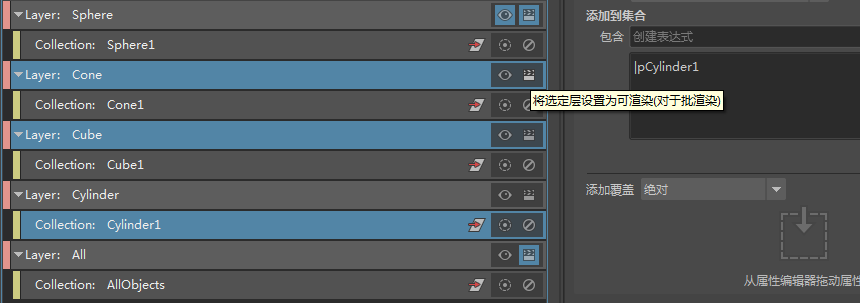 Layer: Sphere
Collection: Sphere1
Layer: Cone
Collection: Cone1
Layer: Cube
Collection: Cube1
Layer: Cylinder
Collection: Cylinder1
Layer: All
Collection: AllObjects
将选定层设置为可渲染(对于批渲染)
添加到集合
包含 创建表达式
|pCylinder1
添加覆盖 绝对
从属性编辑器拖动属性